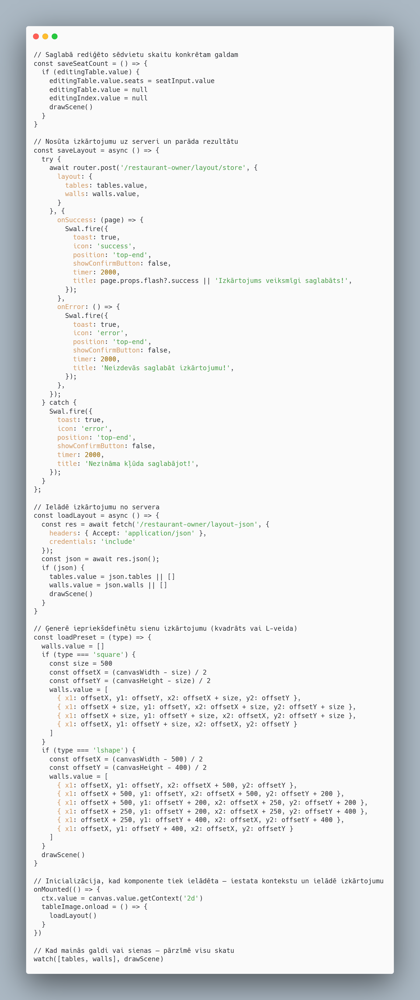 // Saglabā rediģēto sēdvietu skaitu konkrētam galdam
const saveSeatCount = () => {
  if (editingTable.value) {
    editingTable.value.seats = seatInput.value
    editingTable.value = null
    editingIndex.value = null
    drawScene()
  }
}

// Nosūta izkārtojumu uz serveri un parāda rezultātu
const saveLayout = async () => {
  try {
    await router.post('/restaurant-owner/layout/store', {
      layout: {
        tables: tables.value,
        walls: walls.value,
      }
    }, {
      onSuccess: (page) => {
        Swal.fire({
          toast: true,
          icon: 'success',
          position: 'top-end',
          showConfirmButton: false,
          timer: 2000,
          title: page.props.flash?.success || 'Izkārtojums veiksmīgi saglabāts!',
        });
      },
      onError: () => {
        Swal.fire({
          toast: true,
          icon: 'error',
          position: 'top-end',
          showConfirmButton: false,
          timer: 2000,
          title: 'Neizdevās saglabāt izkārtojumu!',
        });
      },
    });
  } catch {
    Swal.fire({
      toast: true,
      icon: 'error',
      position: 'top-end',
      showConfirmButton: false,
      timer: 2000,
      title: 'Nezināma kļūda saglabājot!',
    });
  }
};

// Ielādē izkārtojumu no servera
const loadLayout = async () => {
  const res = await fetch('/restaurant-owner/layout-json', {
    headers: { Accept: 'application/json' },
    credentials: 'include'
  });
  const json = await res.json();
  if (json) {
    tables.value = json.tables || []
    walls.value = json.walls || []
    drawScene()
  }
}

// Ģenerē iepriekšdefinētu sienu izkārtojumu (kvadrāts vai L-veida)
const loadPreset = (type) => {
  walls.value = []
  if (type === 'square') {
    const size = 500
    const offsetX = (canvasWidth - size) / 2
    const offsetY = (canvasHeight - size) / 2
    walls.value = [
      { x1: offsetX, y1: offsetY, x2: offsetX + size, y2: offsetY },
      { x1: offsetX + size, y1: offsetY, x2: offsetX + size, y2: offsetY + size },
      { x1: offsetX + size, y1: offsetY + size, x2: offsetX, y2: offsetY + size },
      { x1: offsetX, y1: offsetY + size, x2: offsetX, y2: offsetY }
    ]
  }
  if (type === 'lshape') {
    const offsetX = (canvasWidth - 500) / 2
    const offsetY = (canvasHeight - 400) / 2
    walls.value = [
      { x1: offsetX, y1: offsetY, x2: offsetX + 500, y2: offsetY },
      { x1: offsetX + 500, y1: offsetY, x2: offsetX + 500, y2: offsetY + 200 },
      { x1: offsetX + 500, y1: offsetY + 200, x2: offsetX + 250, y2: offsetY + 200 },
      { x1: offsetX + 250, y1: offsetY + 200, x2: offsetX + 250, y2: offsetY + 400 },
      { x1: offsetX + 250, y1: offsetY + 400, x2: offsetX, y2: offsetY + 400 },
      { x1: offsetX, y1: offsetY + 400, x2: offsetX, y2: offsetY }
    ]
  }
  drawScene()
}

// Inicializācija, kad komponente tiek ielādēta – iestata kontekstu un ielādē izkārtojumu
onMounted(() => {
  ctx.value = canvas.value.getContext('2d')
  tableImage.onload = () => {
    loadLayout()
  }
})

// Kad mainās galdi vai sienas – pārzīmē visu skatu
watch([tables, walls], drawScene)